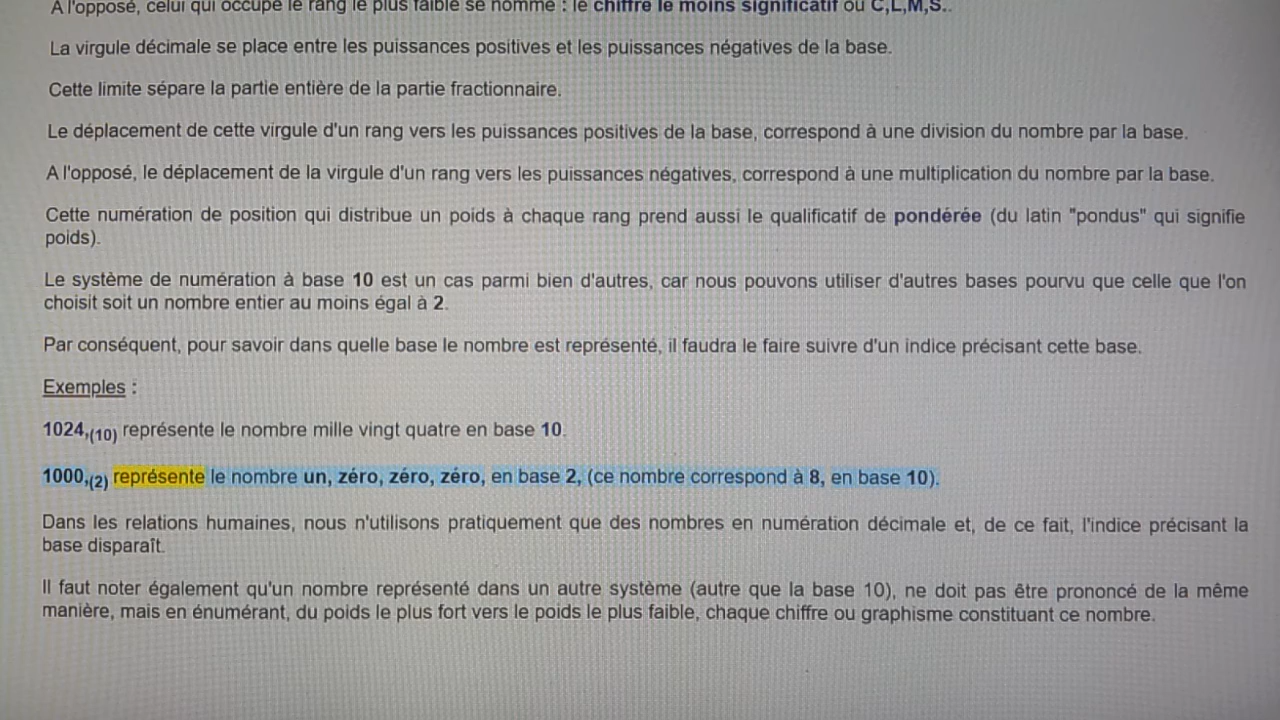 A l'opposé, celui qui occupe le rang le plus faible se nomme : le chiffre le moins significatif ou C,L,M,S..
La virgule décimale se place entre les puissances positives et les puissances négatives de la base.
Cette limite sépare la partie entière de la partie fractionnaire.
Le déplacement de cette virgule d'un rang vers les puissances positives de la base, correspond à une division du nombre par la base.
A l'opposé, le déplacement de la virgule d'un rang vers les puissances négatives, correspond à une multiplication du nombre par la base.
Cette numération de position qui distribue un poids à chaque rang prend aussi le qualificatif de pondérée (du latin "pondus" qui signifie
poids).
Le système de numération à base 10 est un cas parmi bien d'autres, car nous pouvons utiliser d'autres bases pourvu que celle que l'on
choisit soit un nombre entier au moins égal à 2.
Par conséquent, pour savoir dans quelle base le nombre est représenté, il faudra le faire suivre d'un indice précisant cette base.
Exemples :
1024,(10) représente le nombre mille vingt quatre en base 10.
1000,(2) représente le nombre un, zéro, zéro, zéro, en base 2, (ce nombre correspond à 8, en base 10).
Dans les relations humaines, nous n'utilisons pratiquement que des nombres en numération décimale et, de ce fait, l'indice précisant la
base disparaît.
Il faut noter également qu'un nombre représenté dans un autre système (autre que la base 10), ne doit pas être prononcé de la même
manière, mais en énumérant, du poids le plus fort vers le poids le plus faible, chaque chiffre ou graphisme constituant ce nombre.